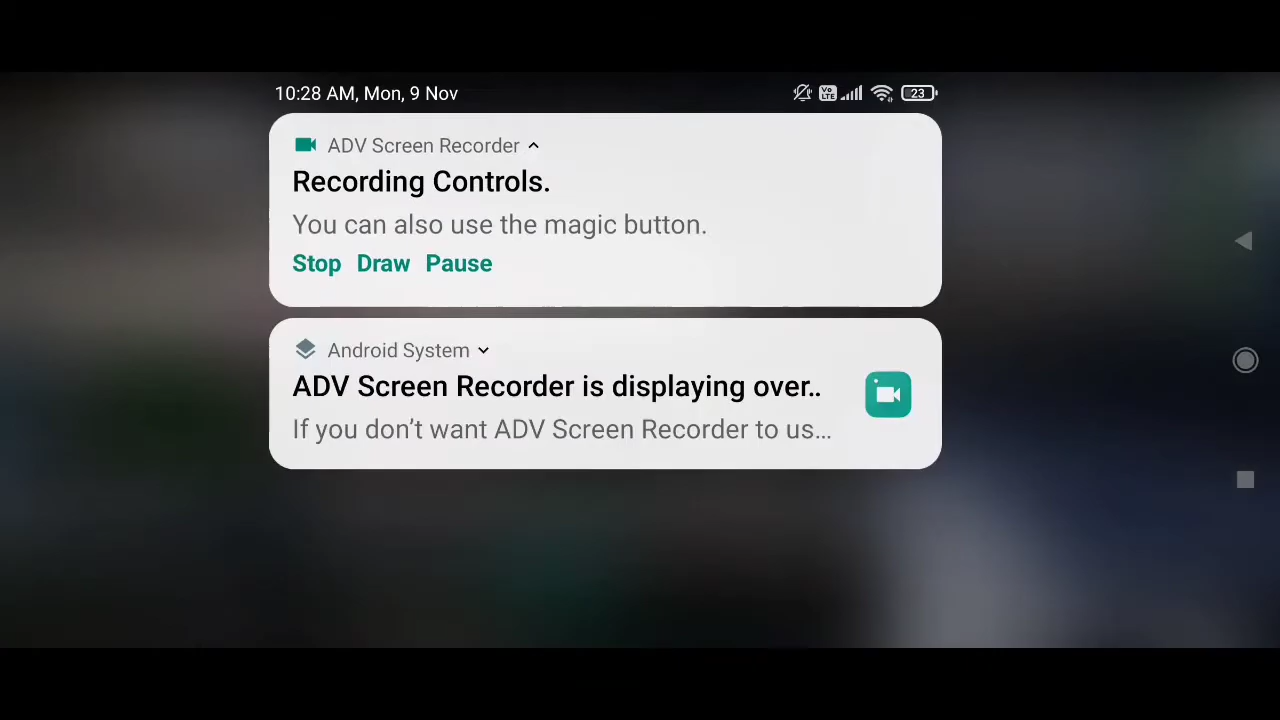 10:28 AM, Mon, 9 Nov Vo LTE 23
ADV Screen Recorder
Recording Controls.
You can also use the magic button.
Stop Draw Pause
Android System
ADV Screen Recorder is displaying over..
If you don’t want ADV Screen Recorder to us...